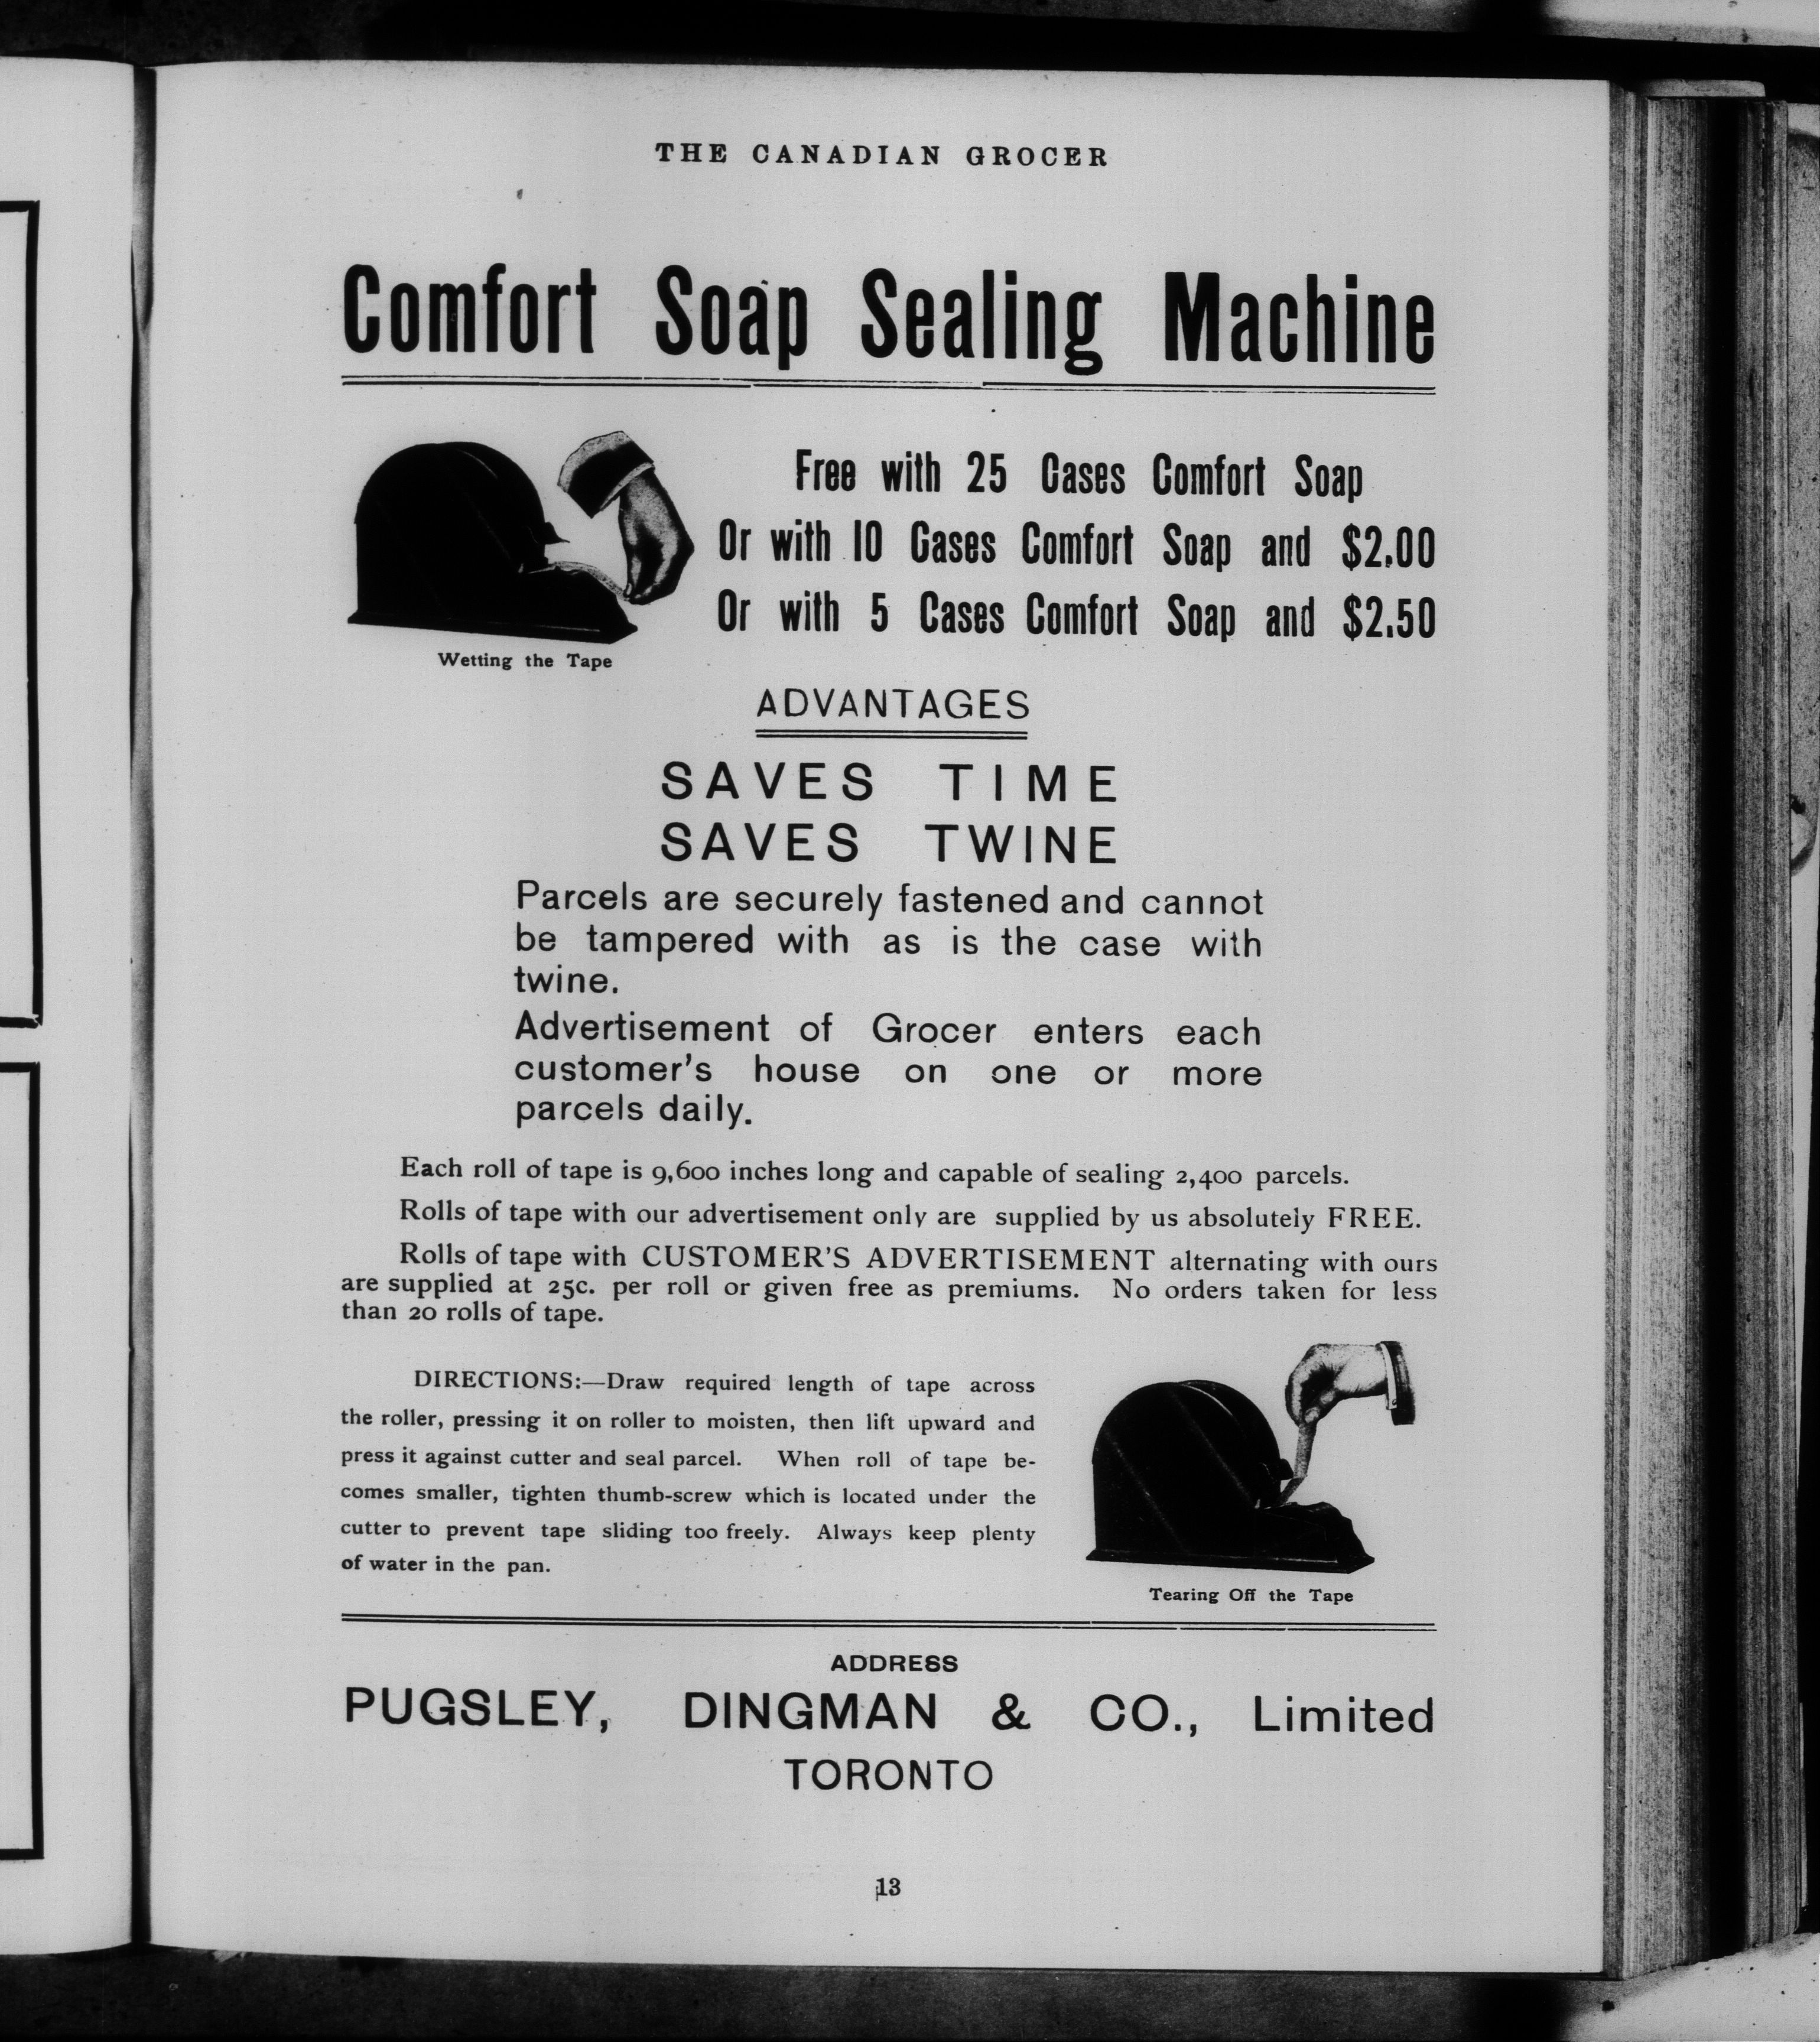 THE CANADIAN GROCER
Comfort Soap Sealing Machine
Free with 25 Cases Comfort Soap
Or with 10 Cases Comfort Soap and $2.00
Or with 5 Cases Comfort Soap and $2.50
Wetting the Tape
ADVANTAGES
SAVES TIME
SAVES TWINE
Parcels are securely fastened and cannot
be tampered with as is the case with
twine.
Advertisement of Grocer enters each
customer's house on one or more
parcels daily.
Each roll of tape is 9,600 inches long and capable of sealing 2,400 parcels.
Rolls of tape with our advertisement only are supplied by us absolutely FREE.
Rolls of tape with CUSTOMER'S ADVERTISEMENT alternating with ours
are supplied at 25c. per roll or given free as premiums. No orders taken for less
than 20 rolls of tape.
DIRECTIONS:—Draw required length of tape across
the roller, pressing it on roller to moisten, then lift upward and
press it against cutter and seal parcel. When roll of tape be-
comes smaller, tighten thumb-screw which is located under the
cutter to prevent tape sliding too freely. Always keep plenty
of water in the pan.
Tearing Off the Tape
ADDRESS
PUGSLEY, DINGMAN & CO., Limited
TORONTO
13